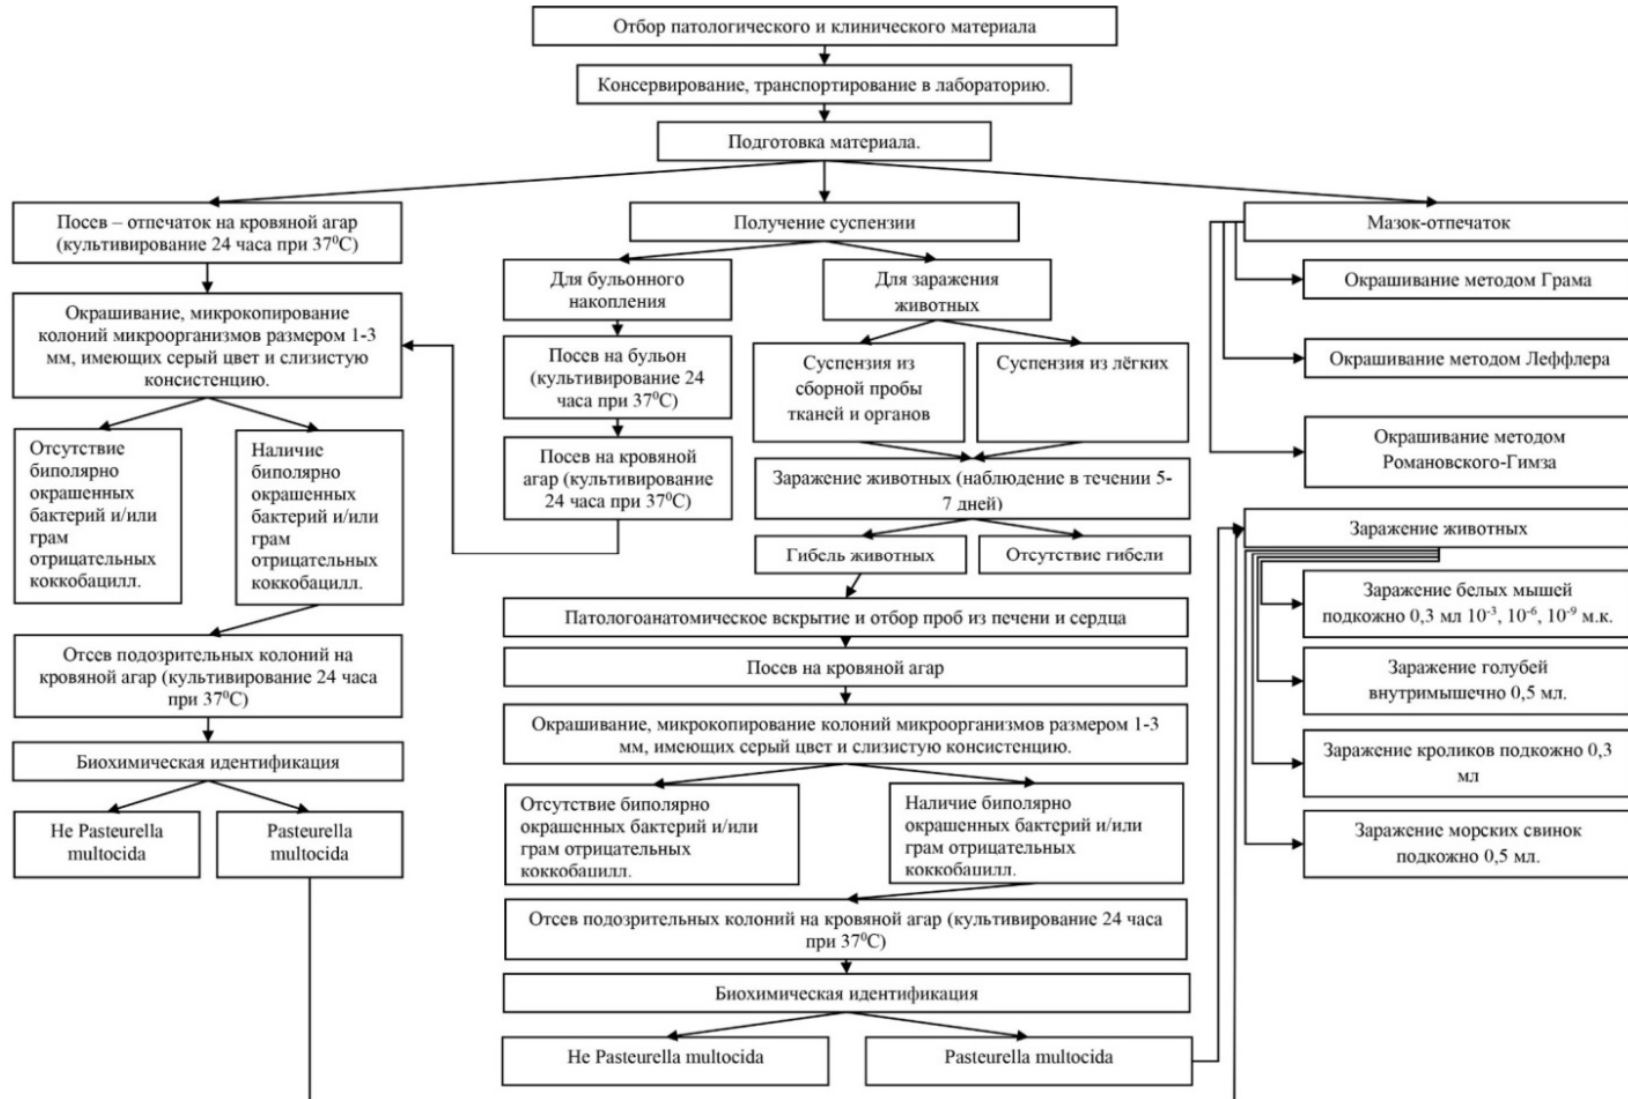 Отбор патологического и клинического материала
Консервирование, транспортирование в лабораторию.
Подготовка материала.
Посев – отпечаток на кровяной агар
(культивирование 24 часа при 37⁰С)
Окрашивание, микрокопирование
колоний микроорганизмов размером 1-3
мм, имеющих серый цвет и слизистую
консистенцию.
Отсутствие
биполярно
окрашенных
бактерий и/или
грам
отрицательных
коккобацилл.
Наличие
биполярно
окрашенных
бактерий и/или
грам
отрицательных
коккобацилл.
Отсев подозрительных колоний на
кровяной агар (культивирование 24 часа
при 37⁰С)
Биохимическая идентификация
Не Pasteurella
multocida
Pasteurella
multocida
Получение суспензии
Для бульонного
накопления
Посев на бульон
(культивирование 24
часа при 37⁰С)
Посев на кровяной
агар (культивирование
24 часа при 37⁰С)
Для заражения
животных
Суспензия из
сборной пробы
тканей и органов
Суспензия из лёгких
Заражение животных (наблюдение в течении 5-
7 дней)
Гибель животных
Отсутствие гибели
Патологоанатомическое вскрытие и отбор проб из печени и сердца
Посев на кровяной агар
Окрашивание, микрокопирование колоний микроорганизмов размером 1-3
мм, имеющих серый цвет и слизистую консистенцию.
Отсутствие биполярно
окрашенных бактерий и/или
грам отрицательных
коккобацилл.
Наличие биполярно
окрашенных бактерий и/или
грам отрицательных
коккобацилл.
Отсев подозрительных колоний на кровяной агар (культивирование 24 часа
при 37⁰С)
Биохимическая идентификация
Не Pasteurella multocida
Pasteurella multocida
Мазок-отпечаток
Окрашивание методом Грама
Окрашивание методом Леффлера
Окрашивание методом
Романовского-Гимза
Заражение животных
Заражение белых мышей
подкожно 0,3 мл 10⁻³, 10⁻⁶, 10⁻⁹ м.к.
Заражение голубей
внутримышечно 0,5 мл.
Заражение кроликов подкожно 0,3
мл
Заражение морских свинок
подкожно 0,5 мл.